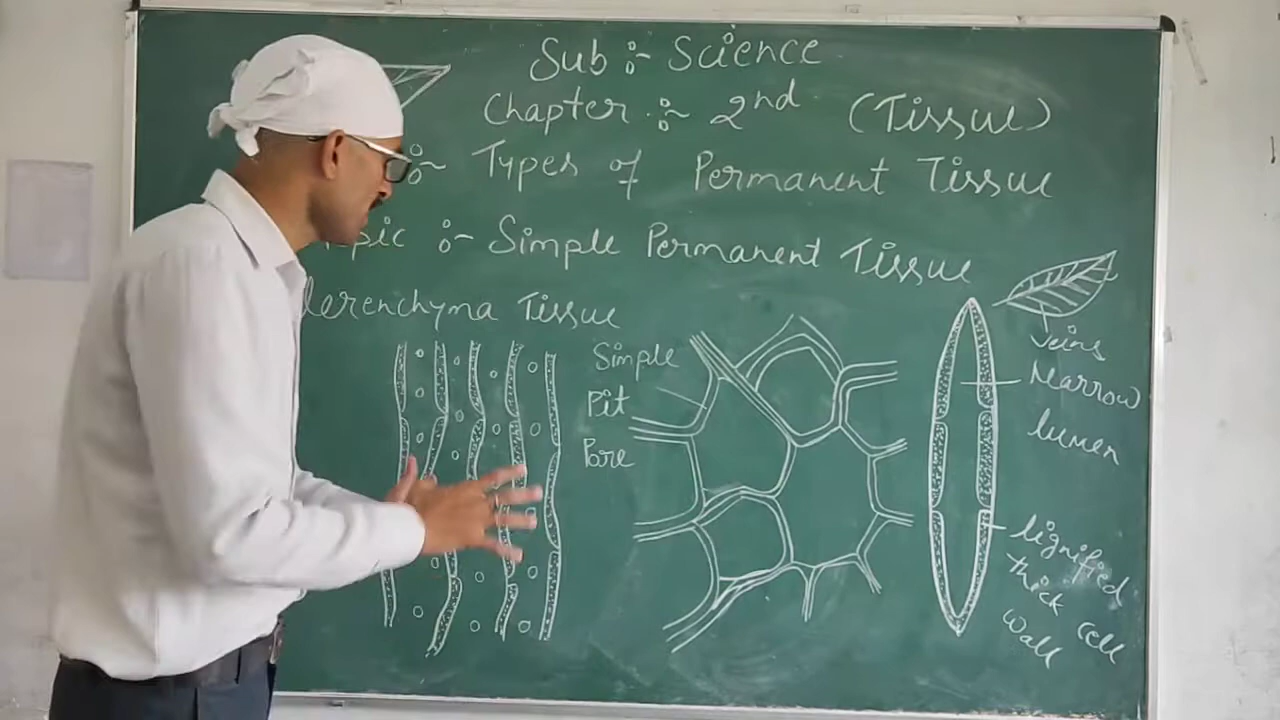 Sub :- Science
Chapter :- 2nd (Tissue)
:- Types of Permanent Tissue
pic :- Simple Permanent Tissue
lerenchyma Tissue
Simple
Pit
Pore
Veins
Narrow
lumen
lignified
thick cell
wall